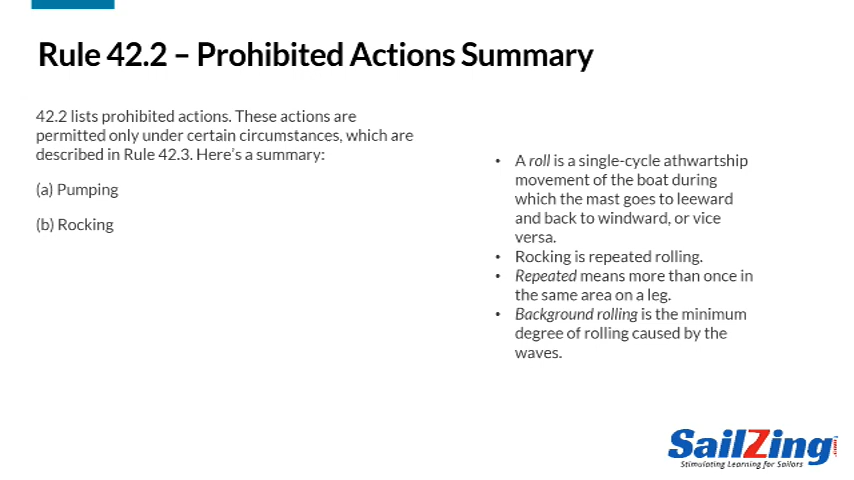 Rule 42.2 – Prohibited Actions Summary
42.2 lists prohibited actions. These actions are
permitted only under certain circumstances, which are
described in Rule 42.3. Here's a summary:
(a) Pumping
(b) Rocking
• A roll is a single-cycle athwartship
movement of the boat during
which the mast goes to leeward
and back to windward, or vice
versa.
• Rocking is repeated rolling.
• Repeated means more than once in
the same area on a leg.
• Background rolling is the minimum
degree of rolling caused by the
waves.
SailZing
Stimulating Learning for Sailors